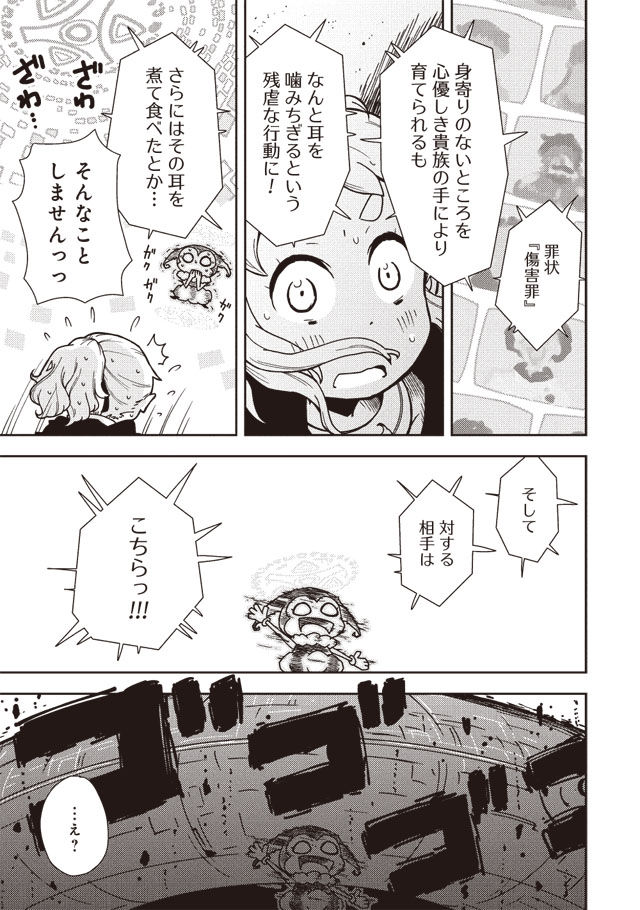 罪状
『傷害罪』
身寄りのないところを
心優しき貴族の手により
育てられるも
なんと耳を
噛みちぎるという
残虐な行動に!
さらにはその耳を
煮て食べたとか…
ざわ
ざわ…
ガク
ガク
ガク
そんなこと
しませんっっ
そして
対する
相手は
こちらっ!!!
ゴゴゴゴ
…え?